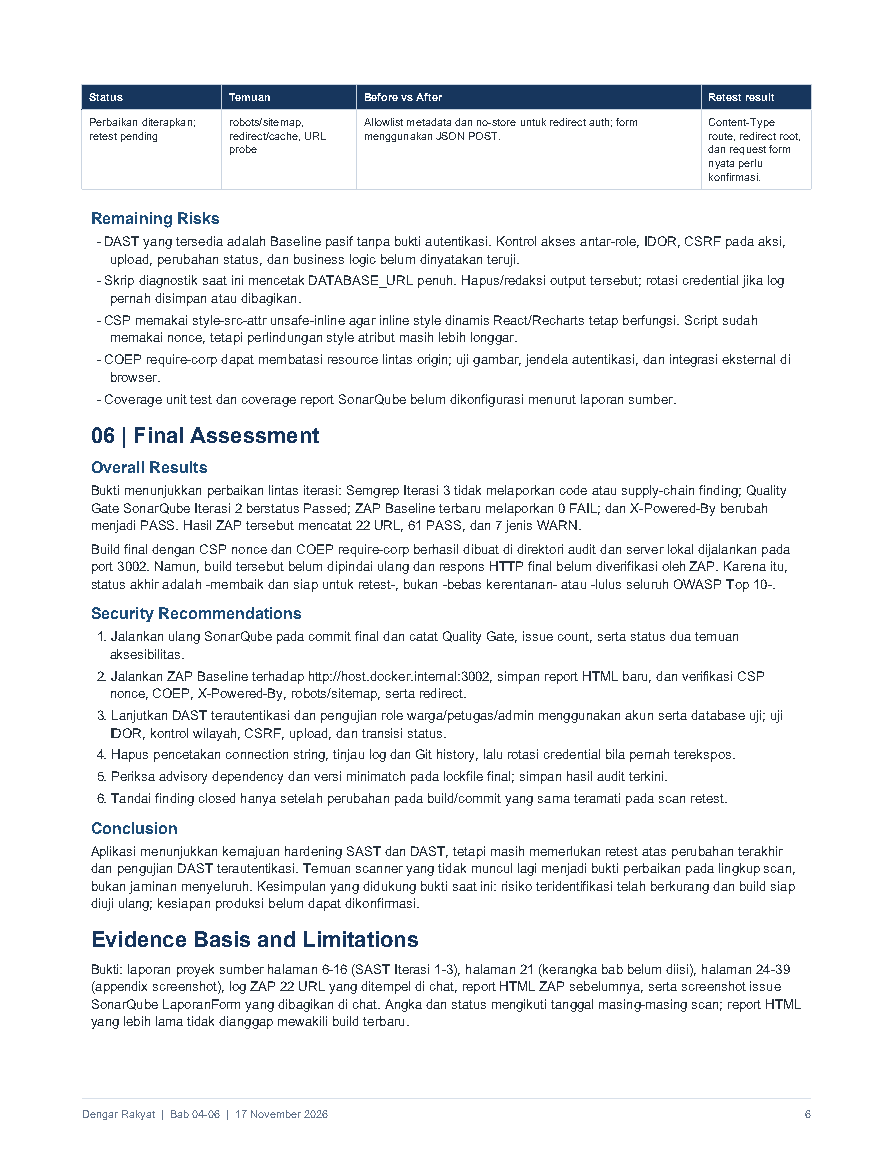 Status Temuan Before vs After Retest result
Perbaikan diterapkan; robots/sitemap, Allowlist metadata dan no-store untuk redirect auth; form Content-Type
retest pending redirect/cache, URL menggunakan JSON POST. route, redirect root,
probe dan request form
nyata perlu
konfirmasi.
Remaining Risks
- DAST yang tersedia adalah Baseline pasif tanpa bukti autentikasi. Kontrol akses antar-role, IDOR, CSRF pada aksi,
upload, perubahan status, dan business logic belum dinyatakan teruji.
- Skrip diagnostik saat ini mencetak DATABASE_URL penuh. Hapus/redaksi output tersebut; rotasi credential jika log
pernah disimpan atau dibagikan.
- CSP memakai style-src-attr unsafe-inline agar inline style dinamis React/Recharts tetap berfungsi. Script sudah
memakai nonce, tetapi perlindungan style atribut masih lebih longgar.
- COEP require-corp dapat membatasi resource lintas origin; uji gambar, jendela autentikasi, dan integrasi eksternal di
browser.
- Coverage unit test dan coverage report SonarQube belum dikonfigurasi menurut laporan sumber.
06 | Final Assessment
Overall Results
Bukti menunjukkan perbaikan lintas iterasi: Semgrep Iterasi 3 tidak melaporkan code atau supply-chain finding; Quality
Gate SonarQube Iterasi 2 berstatus Passed; ZAP Baseline terbaru melaporkan 0 FAIL; dan X-Powered-By berubah
menjadi PASS. Hasil ZAP tersebut mencatat 22 URL, 61 PASS, dan 7 jenis WARN.
Build final dengan CSP nonce dan COEP require-corp berhasil dibuat di direktori audit dan server lokal dijalankan pada
port 3002. Namun, build tersebut belum dipindai ulang dan respons HTTP final belum diverifikasi oleh ZAP. Karena itu,
status akhir adalah -membaik dan siap untuk retest-, bukan -bebas kerentanan- atau -lulus seluruh OWASP Top 10-.
Security Recommendations
1. Jalankan ulang SonarQube pada commit final dan catat Quality Gate, issue count, serta status dua temuan
aksesibilitas.
2. Jalankan ZAP Baseline terhadap http://host.docker.internal:3002, simpan report HTML baru, dan verifikasi CSP
nonce, COEP, X-Powered-By, robots/sitemap, serta redirect.
3. Lanjutkan DAST terautentikasi dan pengujian role warga/petugas/admin menggunakan akun serta database uji; uji
IDOR, kontrol wilayah, CSRF, upload, dan transisi status.
4. Hapus pencetakan connection string, tinjau log dan Git history, lalu rotasi credential bila pernah terekspos.
5. Periksa advisory dependency dan versi minimatch pada lockfile final; simpan hasil audit terkini.
6. Tandai finding closed hanya setelah perubahan pada build/commit yang sama teramati pada scan retest.
Conclusion
Aplikasi menunjukkan kemajuan hardening SAST dan DAST, tetapi masih memerlukan retest atas perubahan terakhir
dan pengujian DAST terautentikasi. Temuan scanner yang tidak muncul lagi menjadi bukti perbaikan pada lingkup scan,
bukan jaminan menyeluruh. Kesimpulan yang didukung bukti saat ini: risiko teridentifikasi telah berkurang dan build siap
diuji ulang; kesiapan produksi belum dapat dikonfirmasi.
Evidence Basis and Limitations
Bukti: laporan proyek sumber halaman 6-16 (SAST Iterasi 1-3), halaman 21 (kerangka bab belum diisi), halaman 24-39
(appendix screenshot), log ZAP 22 URL yang ditempel di chat, report HTML ZAP sebelumnya, serta screenshot issue
SonarQube LaporanForm yang dibagikan di chat. Angka dan status mengikuti tanggal masing-masing scan; report HTML
yang lebih lama tidak dianggap mewakili build terbaru.
Dengar Rakyat | Bab 04-06 | 17 November 2026 6